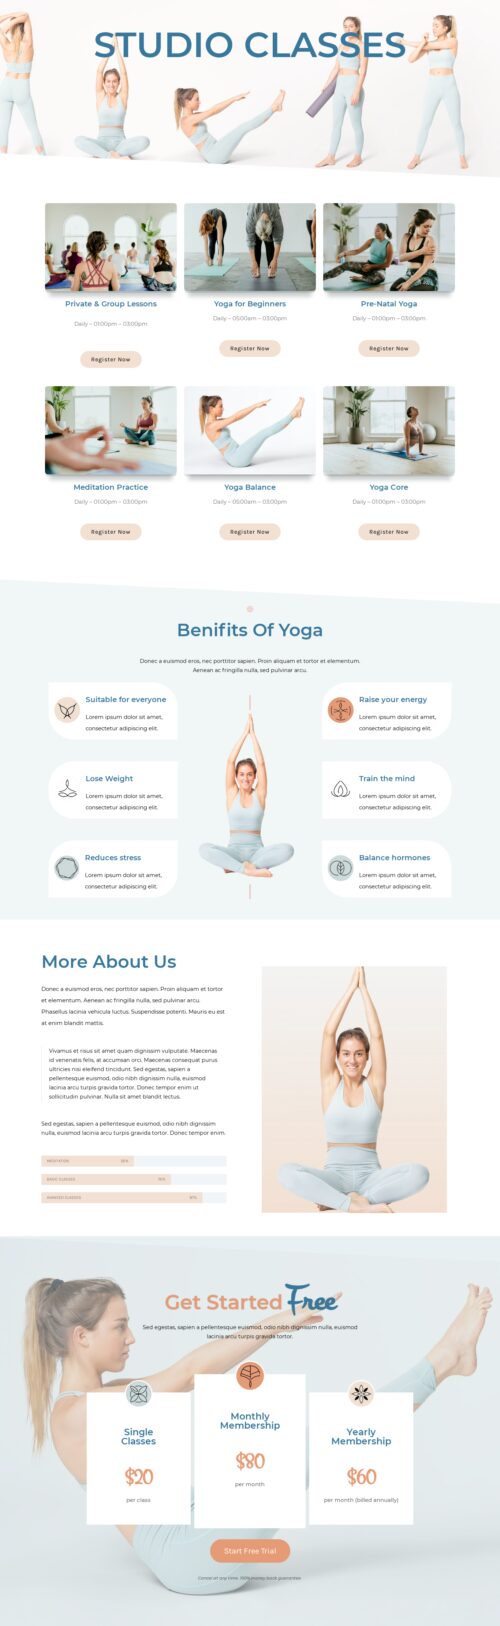 STUDIO CLASSES
Private & Group Lessons
Daily – 01:00pm – 03:00pm
Register Now
Yoga for Beginners
Daily – 05:00am – 03:00pm
Register Now
Pre-Natal Yoga
Daily – 01:00pm – 03:00pm
Register Now
Meditation Practice
Daily – 01:00pm – 03:00pm
Register Now
Yoga Balance
Daily – 05:00am – 03:00pm
Register Now
Yoga Core
Daily – 01:00pm – 03:00pm
Register Now
Benifits Of Yoga
Donec a euismod eros, nec porttitor sapien. Proin aliquam et tortor et elementum.
Aenean ac fringilla nulla, sed pulvinar arcu.
Suitable for everyone
Lorem ipsum dolor sit amet,
consectetur adipiscing elit.
Raise your energy
Lorem ipsum dolor sit amet,
consectetur adipiscing elit.
Lose Weight
Lorem ipsum dolor sit amet,
consectetur adipiscing elit.
Train the mind
Lorem ipsum dolor sit amet,
consectetur adipiscing elit.
Reduces stress
Lorem ipsum dolor sit amet,
consectetur adipiscing elit.
Balance hormones
Lorem ipsum dolor sit amet,
consectetur adipiscing elit.
More About Us
Donec a euismod eros, nec porttitor sapien. Proin aliquam et tortor
et elementum. Aenean ac fringilla nulla, sed pulvinar arcu.
Phasellus lacinia vehicula luctus. Suspendisse potenti. Mauris eu est
at enim blandit mattis.
Vivamus et risus sit amet quam dignissim vulputate. Maecenas
id venenatis felis, at accumsan orci. Maecenas consequat purus
ultricies nisi eleifend tincidunt. Sed egestas, sapien a
pellentesque euismod, odio nibh dignissim nulla, euismod
lacinia arcu turpis gravida tortor. Donec tempor enim ut
sollicitudin pulvinar. Nulla sit amet blandit lectus.
Sed egestas, sapien a pellentesque euismod, odio nibh dignissim
nulla, euismod lacinia arcu turpis gravida tortor. Donec tempor enim.
MEDITATION
BASIC CLASSES
CLASSES
Get Started Free
Sed egestas, sapien a pellentesque euismod, odio nibh dignissim nulla, euismod
lacinia arcu turpis gravida tortor.
Single
Classes
$20
per class
Monthly
Membership
$80
per month
Yearly
Membership
$60
per month (billed annually)
Start Free Trial
Cancel at any time. 100% money back guarantee.